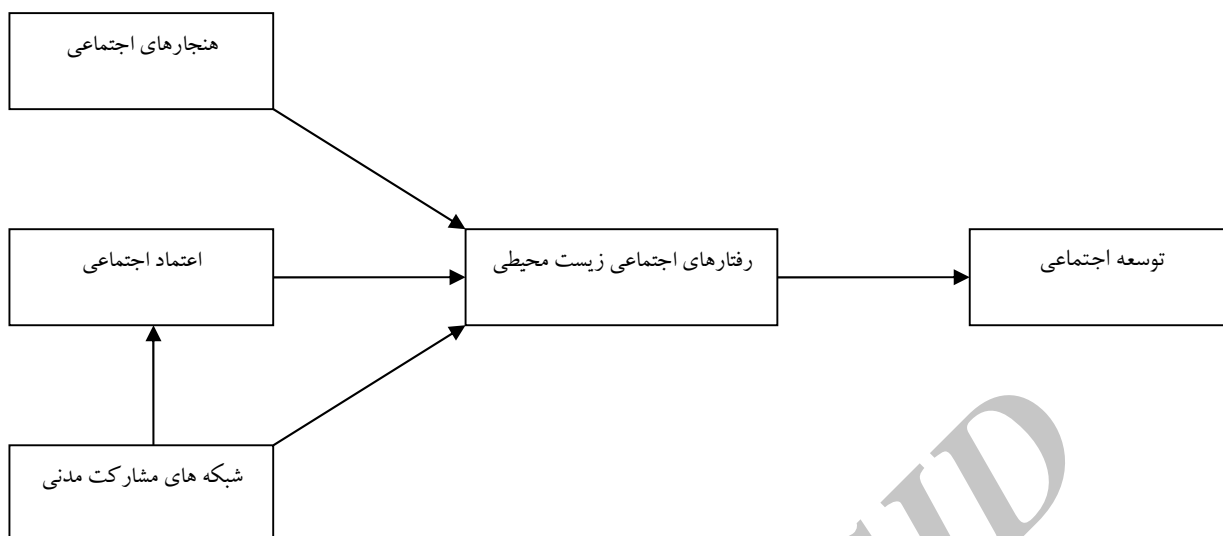 هنجارهای اجتماعی
اعتماد اجتماعی
رفتارهای اجتماعی زیست محیطی
توسعه اجتماعی
شبکه های مشارکت مدنی